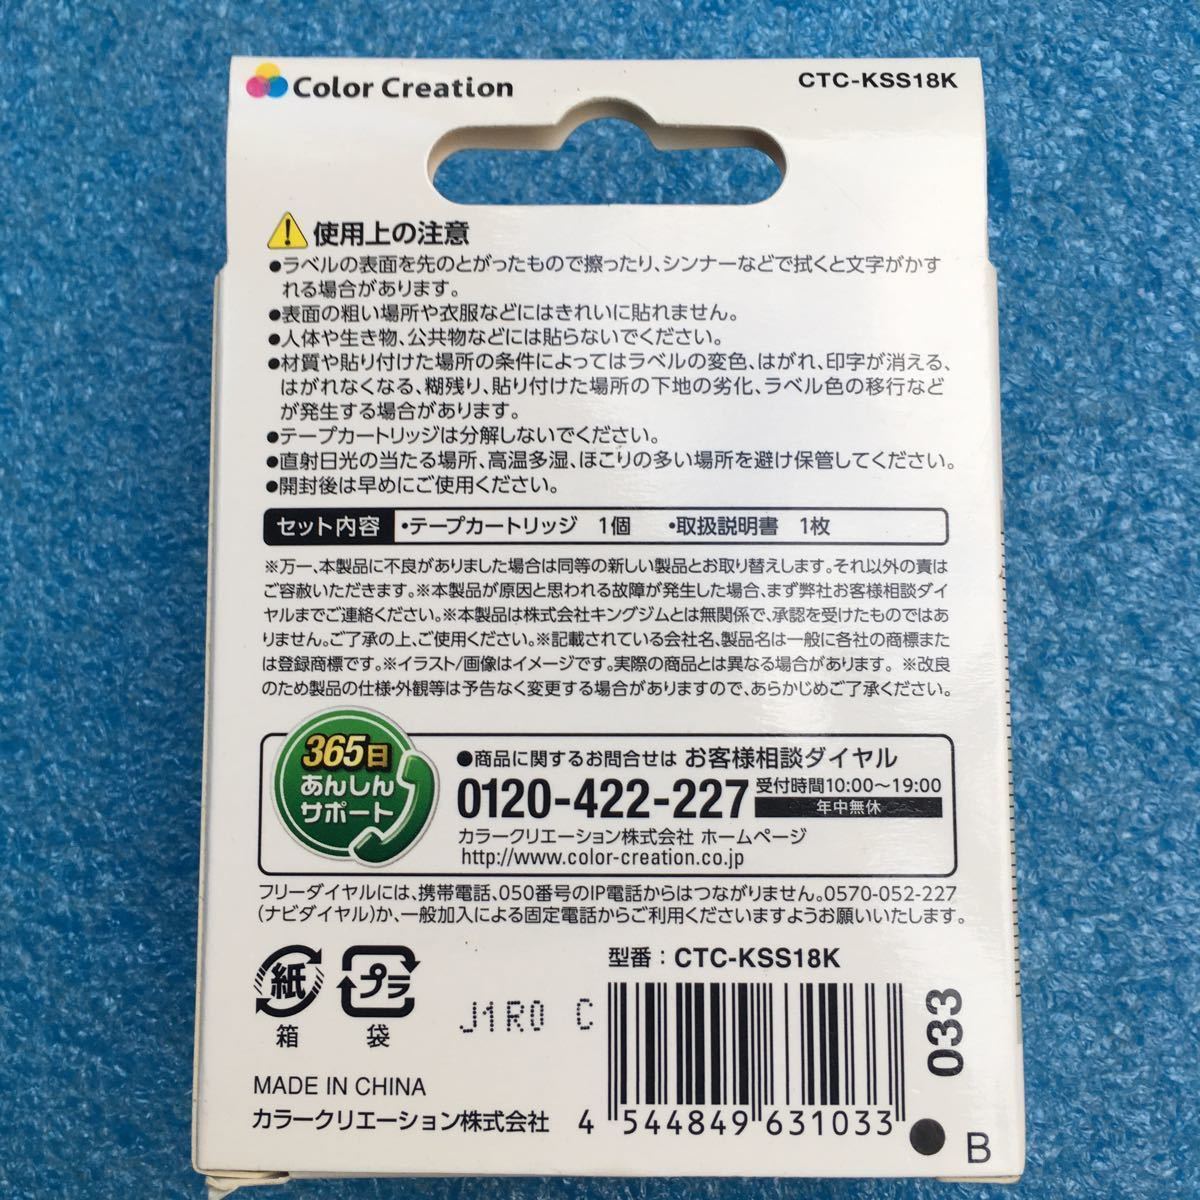 Color Creation
CTC-KSS18K
使用上の注意
●ラベルの表面を先のとがったもので擦ったり、シンナーなどで拭くと文字がかす
れる場合があります。
●表面の粗い場所や衣服などにはきれいに貼れません。
●人体や生き物、公共物などには貼らないでください。
●材質や貼り付けた場所の条件によってはラベルの変色、はがれ、印字が消える、
はがれなくなる、糊残り、貼り付けた場所の下地の劣化、ラベル色の移行など
が発生する場合があります。
●テープカートリッジは分解しないでください。
●直射日光の当たる場所、高温多湿、ほこりの多い場所を避け保管してください。
●開封後は早めにご使用ください。
セット内容 ・テープカートリッジ 1個 ・取扱説明書 1枚
※万一、本製品に不良がありました場合は同等の新しい製品とお取り替えします。それ以外の責は
ご容赦いただきます。※本製品が原因と思われる故障が発生した場合、まず弊社お客様相談ダイ
ヤルまでご連絡ください。※本製品は株式会社キングジムとは無関係で、承認を受けたものではあ
りません。ご了承の上、ご使用ください。※記載されている会社名、製品名は一般に各社の商標また
は登録商標です。※イラスト/画像はイメージです。実際の商品とは異なる場合があります。※改良
のため製品の仕様・外観等は予告なく変更する場合がありますので、あらかじめご了承ください。
365日
あんしん
サポート
●商品に関するお問合せは お客様相談ダイヤル
0120-422-227
受付時間10:00～19:00
年中無休
カラークリエーション株式会社 ホームページ
http://www.color-creation.co.jp
フリーダイヤルには、携帯電話、050番号のIP電話からはつながりません。0570-052-227
(ナビダイヤル)か、一般加入による固定電話からご利用くださいますようお願いいたします。
紙
箱
プラ
袋
型番：CTC-KSS18K
J1R0 C
033
MADE IN CHINA
カラークリエーション株式会社
4 544849 631033
B